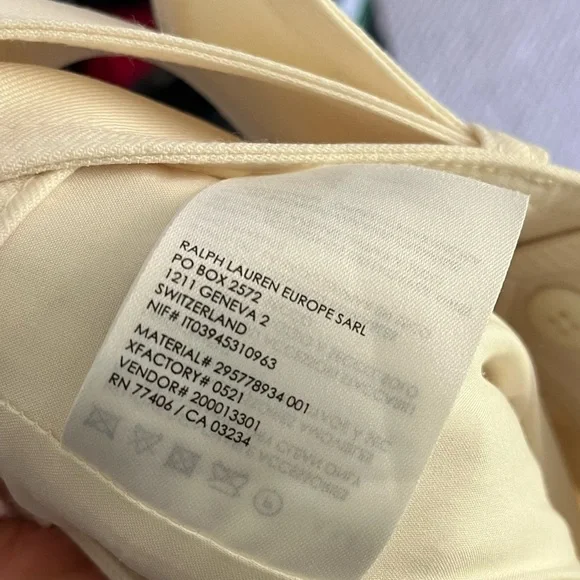 RALPH LAUREN EUROPE SARL
PO BOX 2572
1211 GENEVA 2
SWITZERLAND
NIF# IT03945310963
MATERIAL# 295778934 001
XFACTORY# 0521
VENDOR# 200013301
RN 77406 / CA 03234